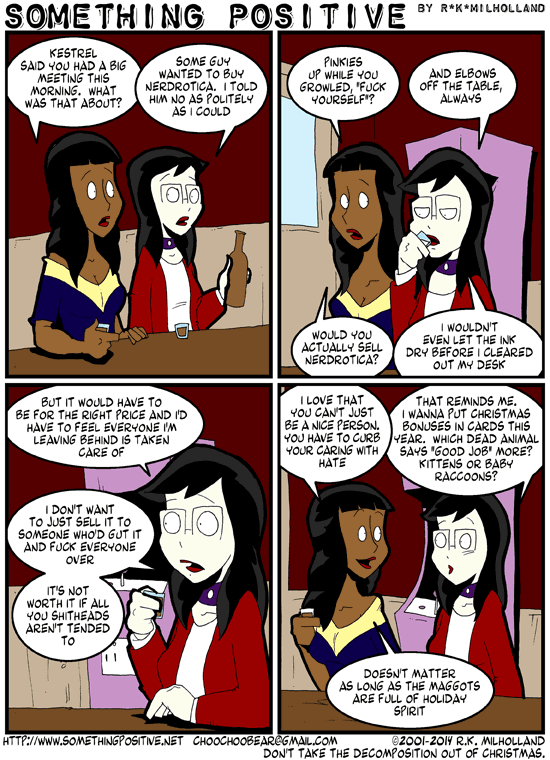 SOMETHING POSITIVE BY R*K*MILHOLLAND
KESTREL
SAID YOU HAD A BIG
MEETING THIS
MORNING. WHAT
WAS THAT ABOUT?
SOME GUY
WANTED TO BUY
NERDROTICA. I TOLD
HIM NO AS POLITELY
AS I COULD
PINKIES
UP WHILE YOU
GROWLED, "FUCK
YOURSELF"?
AND ELBOWS
OFF THE TABLE,
ALWAYS
WOULD YOU
ACTUALLY SELL
NERDROTICA?
I WOULDN'T
EVEN LET THE INK
DRY BEFORE I CLEARED
OUT MY DESK
BUT IT WOULD HAVE TO
BE FOR THE RIGHT PRICE AND I'D
HAVE TO FEEL EVERYONE I'M
LEAVING BEHIND IS TAKEN
CARE OF
I DON'T WANT
TO JUST SELL IT TO
SOMEONE WHO'D GUT IT
AND FUCK EVERYONE
OVER
IT'S NOT
WORTH IT IF ALL
YOU SHITHEADS
AREN'T TENDED
TO
I LOVE THAT
YOU CAN'T JUST
BE A NICE PERSON.
YOU HAVE TO CURB
YOUR CARING WITH
HATE
THAT REMINDS ME.
I WANNA PUT CHRISTMAS
BONUSES IN CARDS THIS
YEAR. WHICH DEAD ANIMAL
SAYS "GOOD JOB" MORE?
KITTENS OR BABY
RACCOONS?
DOESN'T MATTER
AS LONG AS THE MAGGOTS
ARE FULL OF HOLIDAY
SPIRIT
HTTP://WWW.SOMETHINGPOSITIVE.NET CHOOCHOOBEAR@GMAIL.COM ©2001-2014 R.K. MILHOLLAND
DON'T TAKE THE DECOMPOSITION OUT OF CHRISTMAS.